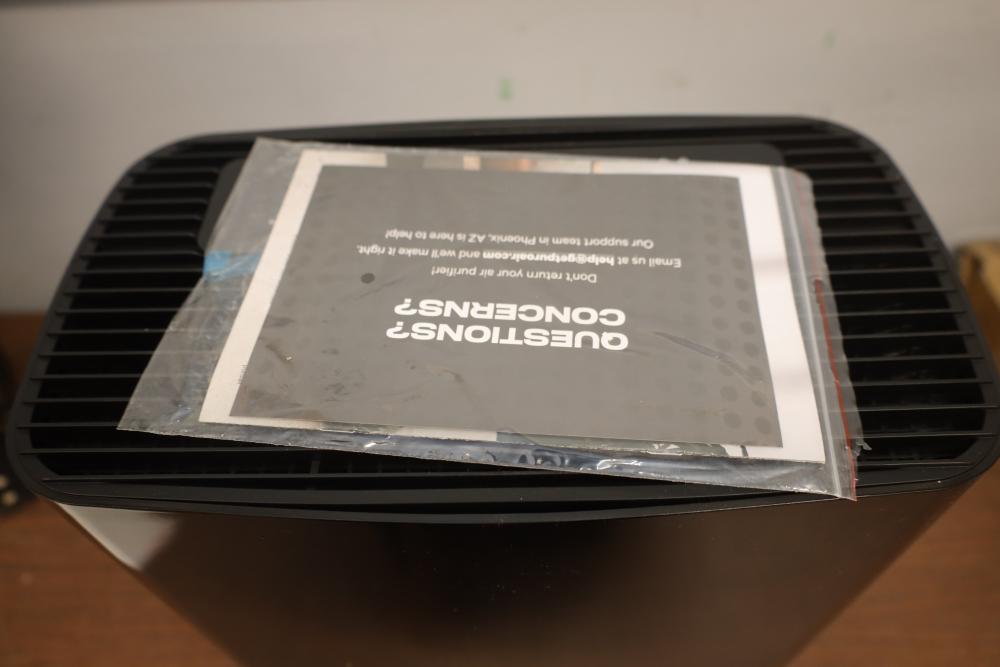 QUESTIONS?
CONCERNS?
Don't return your air purifier!
Email us at help@getpuroair.com and we'll make it right.
Our support team in Phoenix, AZ is here to help!